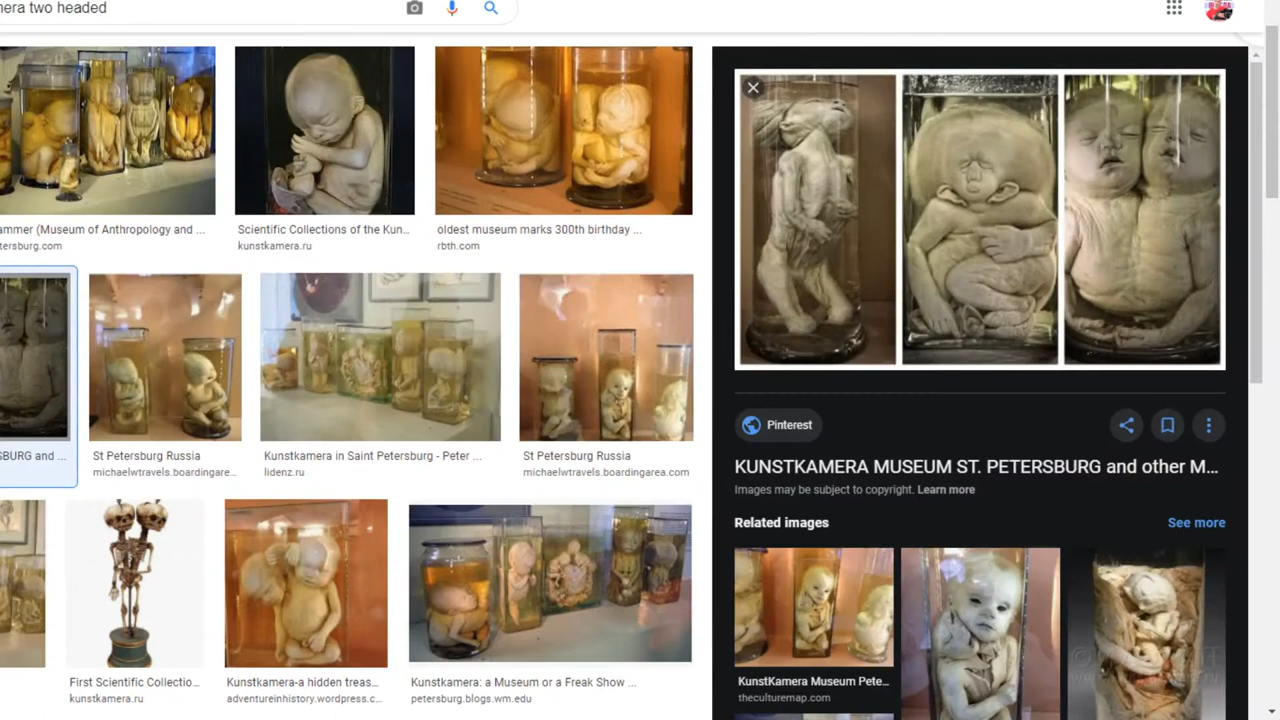 nera two headed
ammer (Museum of Anthropology and ...
tersburg.com
Scientific Collections of the Kun...
kunstkamera.ru
oldest museum marks 300th birthday ...
rbth.com
SBURG and ...
St Petersburg Russia
michaelwtravels.boardingare...
Kunstkamera in Saint Petersburg - Peter ...
lidenz.ru
St Petersburg Russia
michaelwtravels.boardingarea.com
First Scientific Collectio...
kunstkamera.ru
Kunstkamera-a hidden treas...
adventureinhistory.wordpress.c...
Kunstkamera: a Museum or a Freak Show ...
petersburg.blogs.wm.edu
Pinterest
KUNSTKAMERA MUSEUM ST. PETERSBURG and other M...
Images may be subject to copyright. Learn more
Related images
See more
KunstKamera Museum Pete...
theculturemap.com